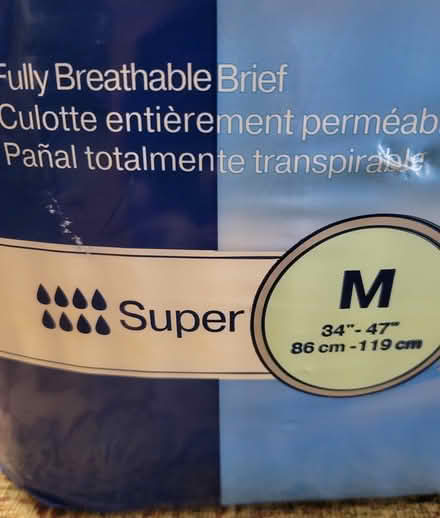 Fully Breathable Brief
Culotte entièrement perméab
Pañal totalmente transpirable
Super
M
34"- 47"
86 cm -119 cm